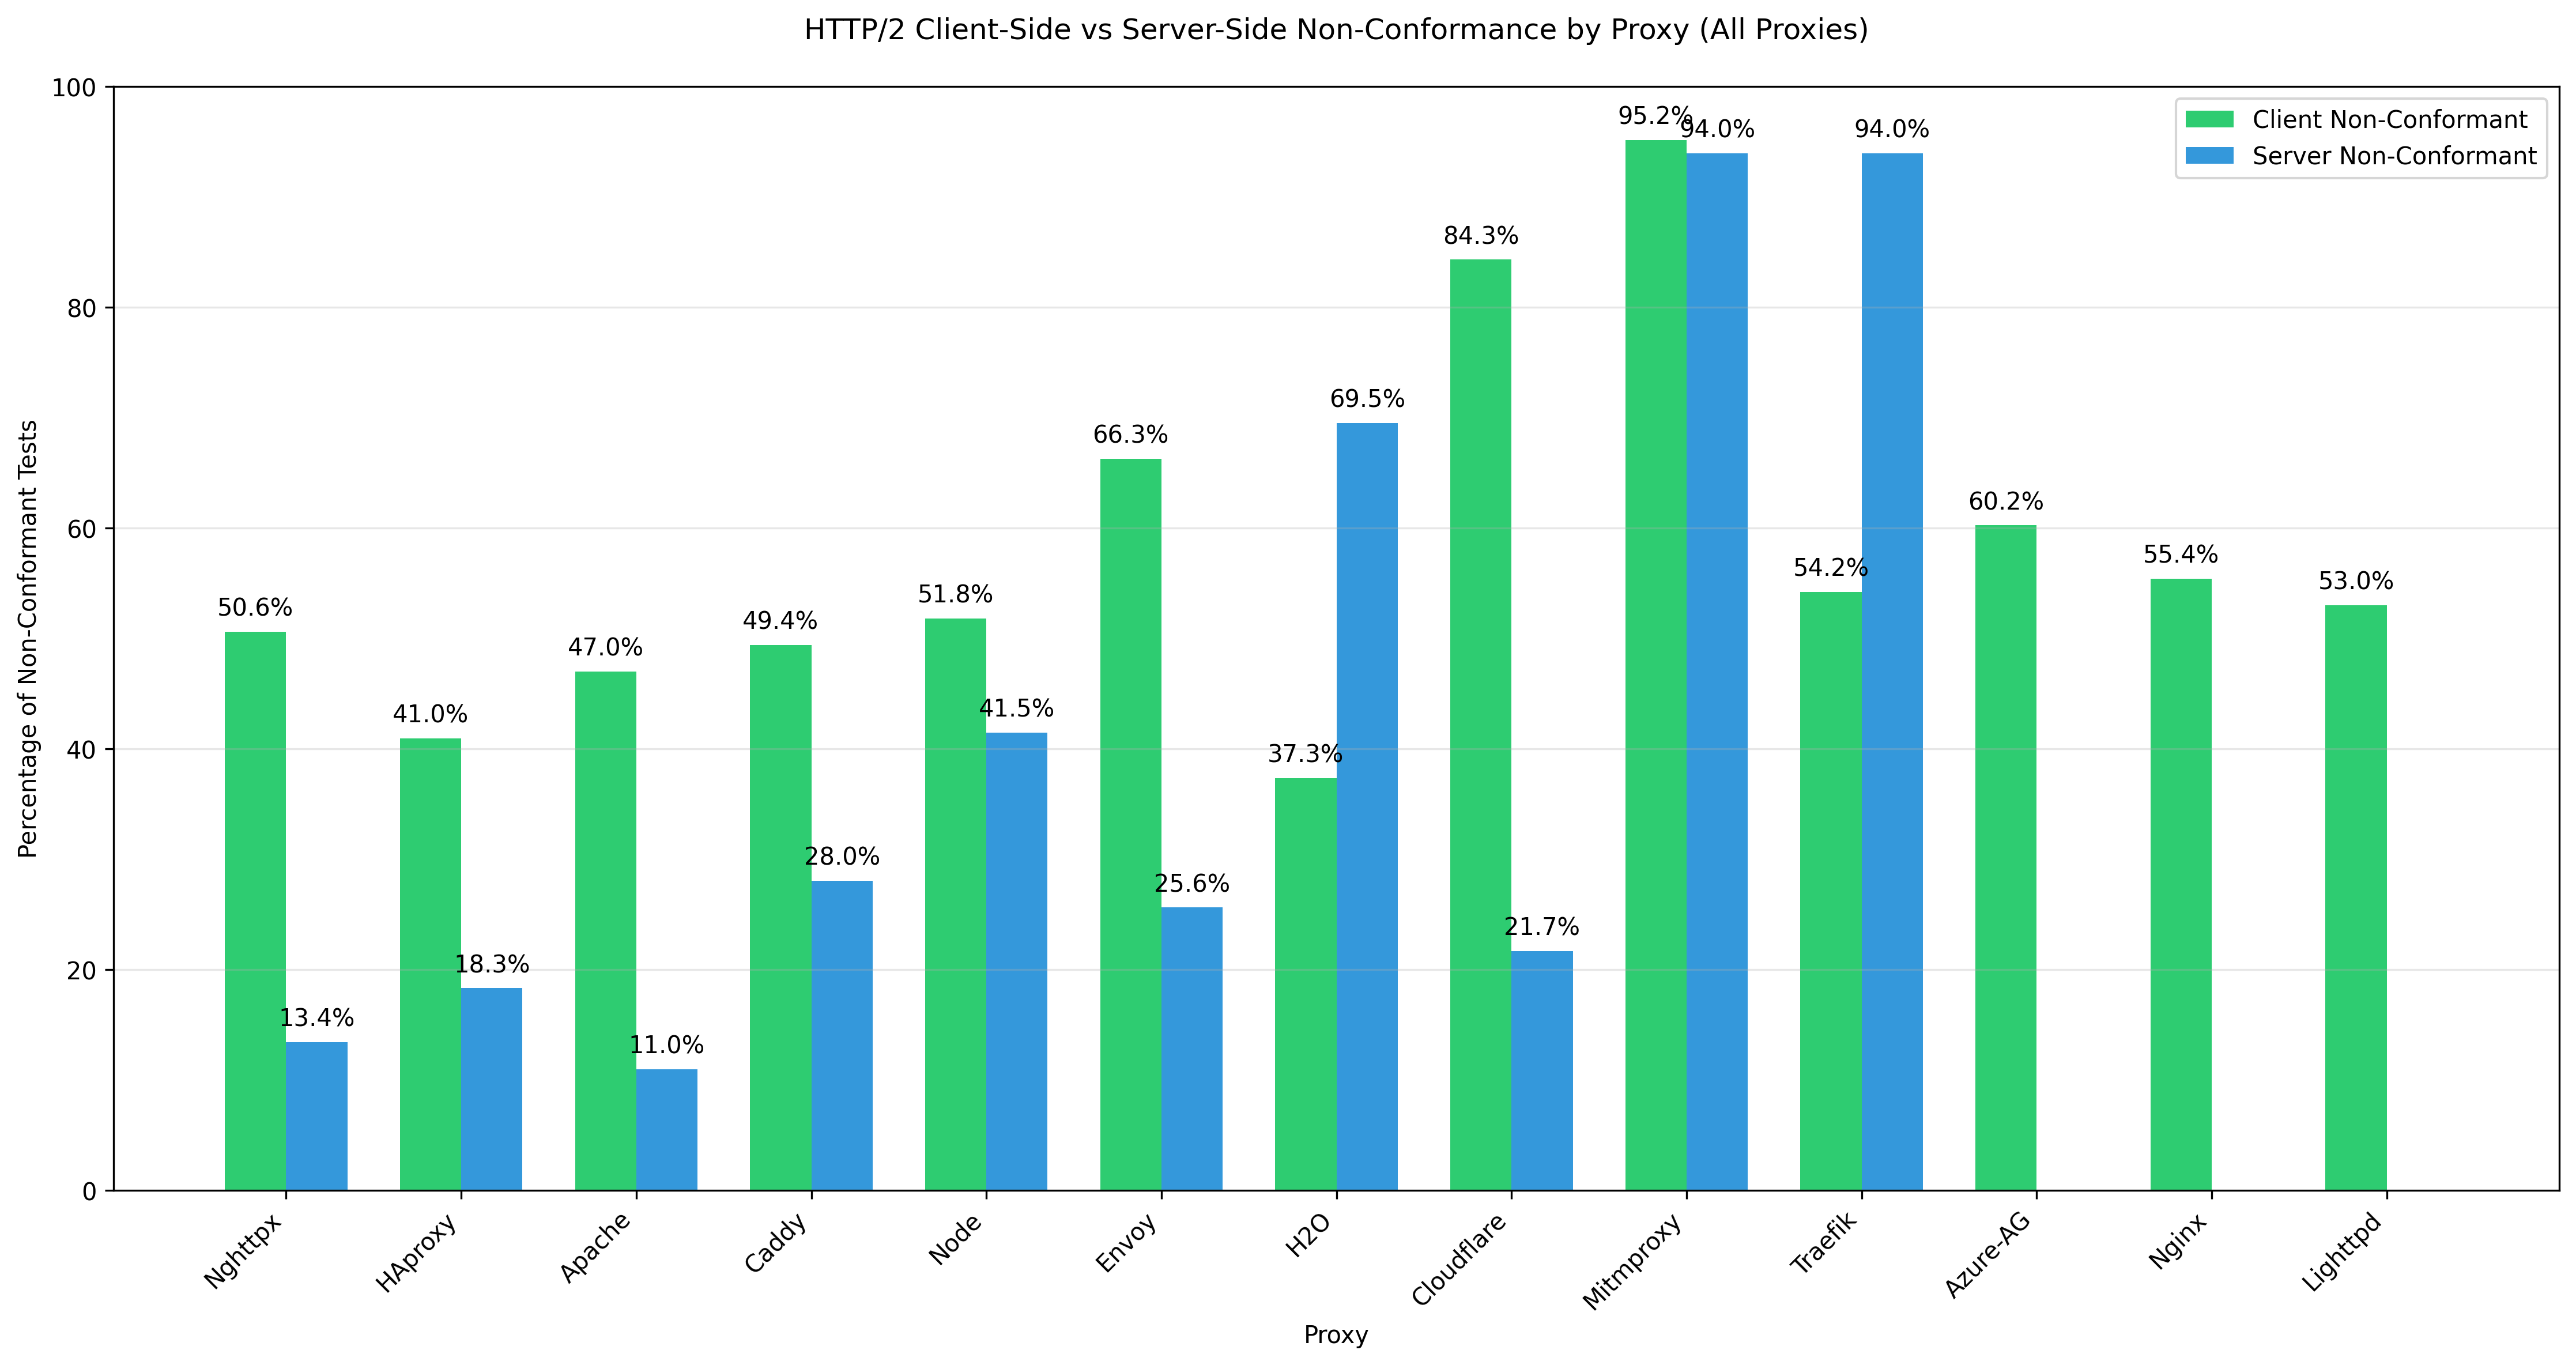 HTTP/2 Client-Side vs Server-Side Non-Conformance by Proxy (All Proxies)
Client Non-Conformant
Server Non-Conformant
Percentage of Non-Conformant Tests
100
80
60
40
20
0
50.6%
13.4%
41.0%
18.3%
47.0%
11.0%
49.4%
28.0%
51.8%
41.5%
66.3%
25.6%
37.3%
69.5%
84.3%
21.7%
95.2%
94.0%
54.2%
94.0%
60.2%
55.4%
53.0%
Nghttpx
HAproxy
Apache
Caddy
Node
Envoy
H2O
Cloudflare
Mitmproxy
Traefik
Azure-AG
Nginx
Lighttpd
Proxy